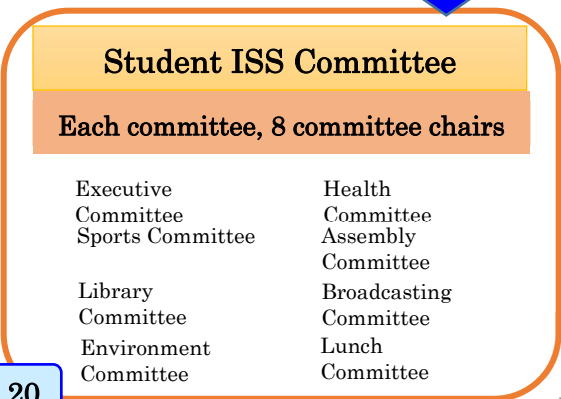 Student ISS Committee
Each committee, 8 committee chairs
Executive
Committee
Sports Committee
Library
Committee
Environment
Committee
Health
Committee
Assembly
Committee
Broadcasting
Committee
Lunch
Committee
20